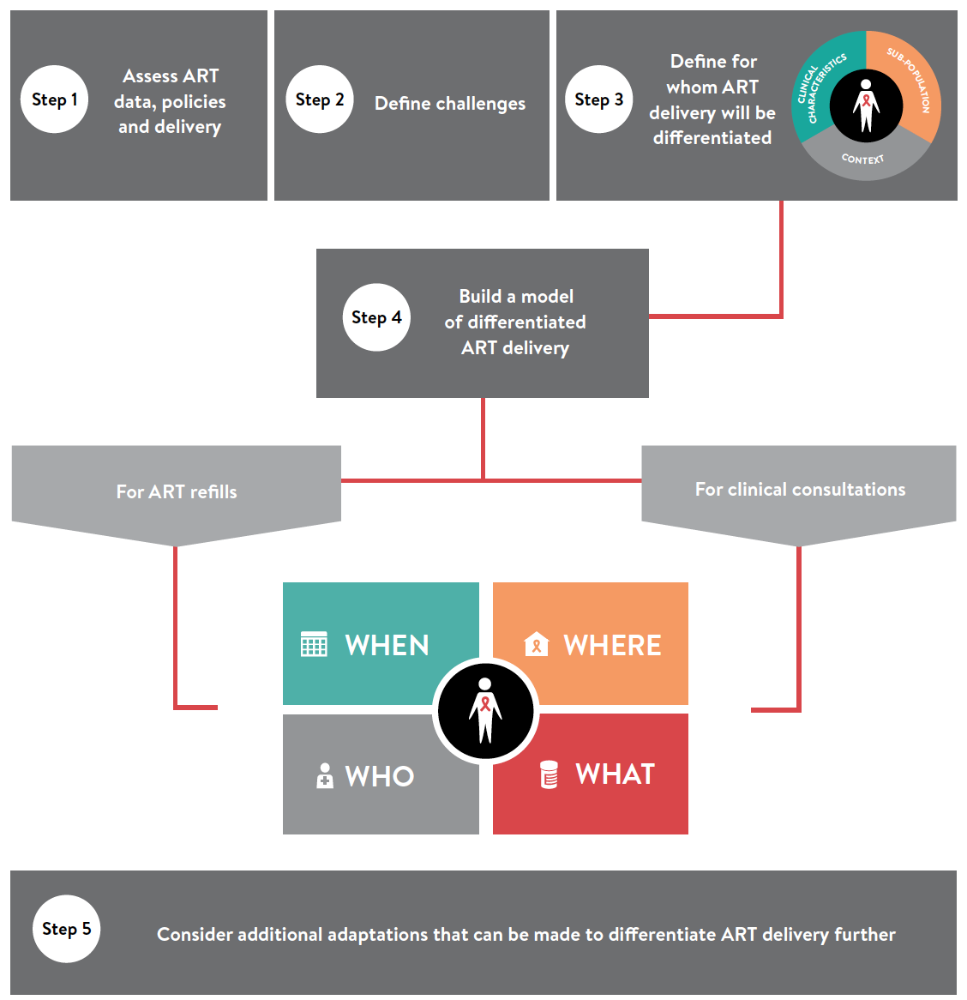 Step 1
Assess ART
data, policies
and delivery
Step 2
Define challenges
Step 3
Define for
whom ART
delivery will be
differentiated
CLINICAL
CHARACTERISTICS
SUB-POPULATION
CONTEXT
Step 4
Build a model
of differentiated
ART delivery
For ART refills
For clinical consultations
WHEN
WHERE
WHO
WHAT
Step 5
Consider additional adaptations that can be made to differentiate ART delivery further